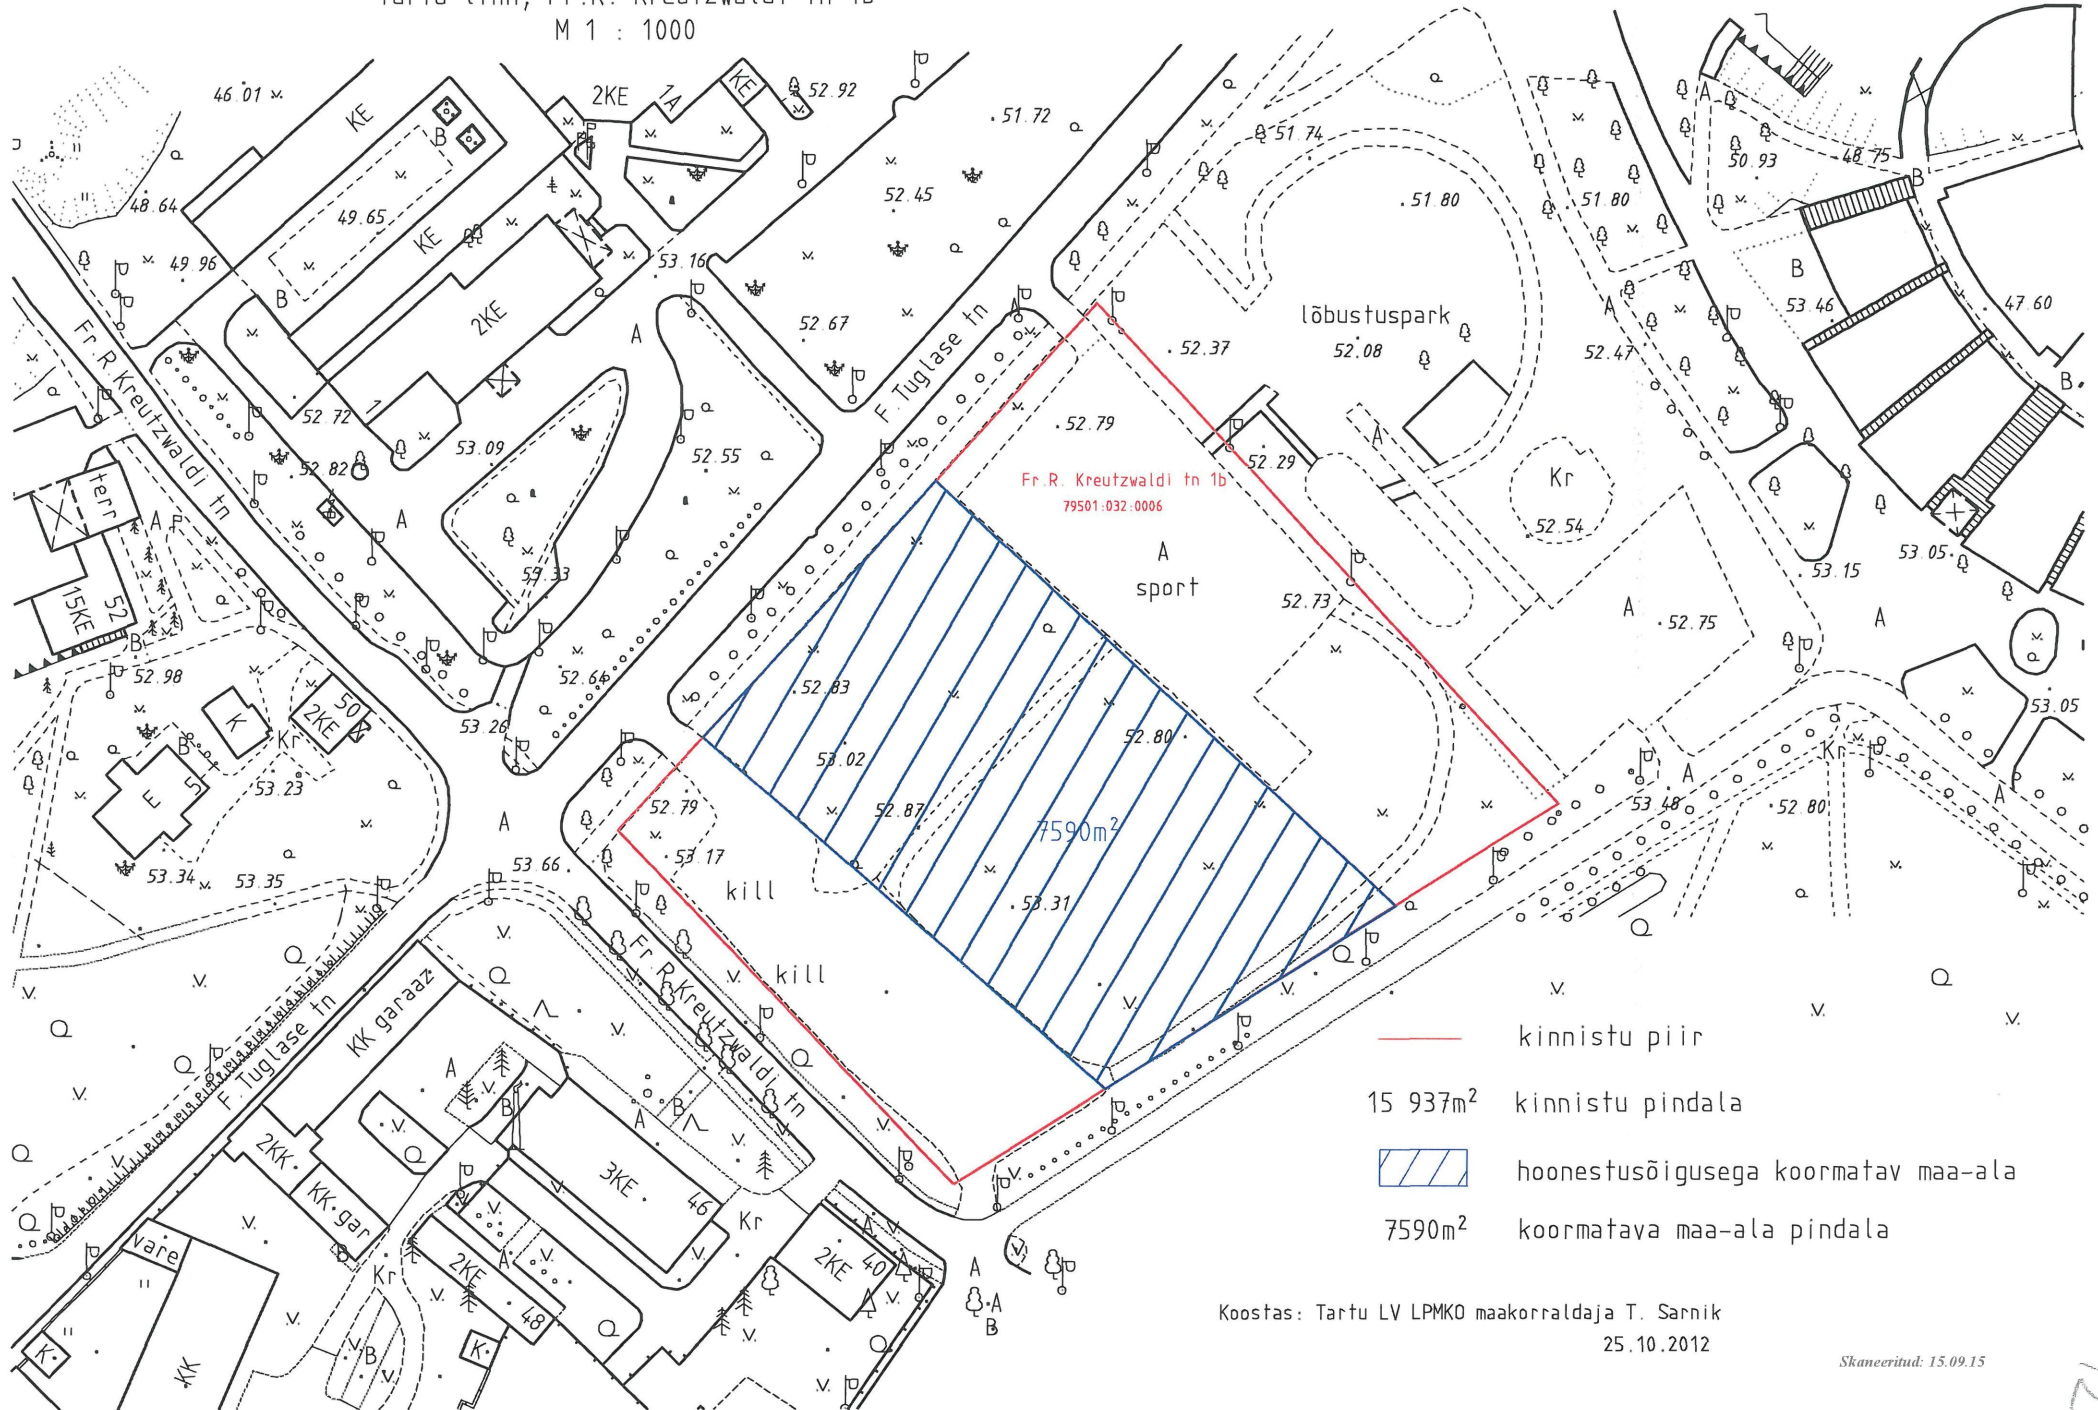 M 1 : 1000
46.01
KE
B
2KE
1A
KE
52.92
51.72
51.74
51.80
51.80
A
50.93
48.75
B
48.64
49.65
KE
52.45
49.96
B
2KE
53.16
A
52.67
F. Tuglase tn
A
lõbustuspark
52.37
52.08
A
52.47
B
53.46
47.60
B
Fr.R Kreutzwaldi tn
52.72
1
52.82
53.09
52.55
52.79
52.29
A
Kr
52.54
Fr.R. Kreutzwaldi tn 1b
79501:032:0006
A
sport
52.73
terr
A
A
53.33
15KE
52
B
53.05
53.15
A
52.75
A
52.98
52.64
52.83
53.26
50
2KE
K
B
Kr
E
53.23
53.02
52.80
53.05
Kr
A
52.79
52.87
7590m²
53.48
A
52.80
A
53.66
53.17
53.34
53.35
kill
53.31
kill
Fr.R.Kreutzwaldi tn
F. Tuglase tn
KK garaaz
A
B
A
B
2KK
KK gar
3KE
46
Kr
vare
B
Kr
2KE
48
A
2KE
40
A
A
A
B
K
KK
B
K
kinnistu piir
15 937m² kinnistu pindala
hoonestusõigusega koormatav maa-ala
7590m² koormatava maa-ala pindala
Koostas: Tartu LV LPMKO maakorraldaja T. Sarnik
25.10.2012
Skaneeritud: 15.09.15